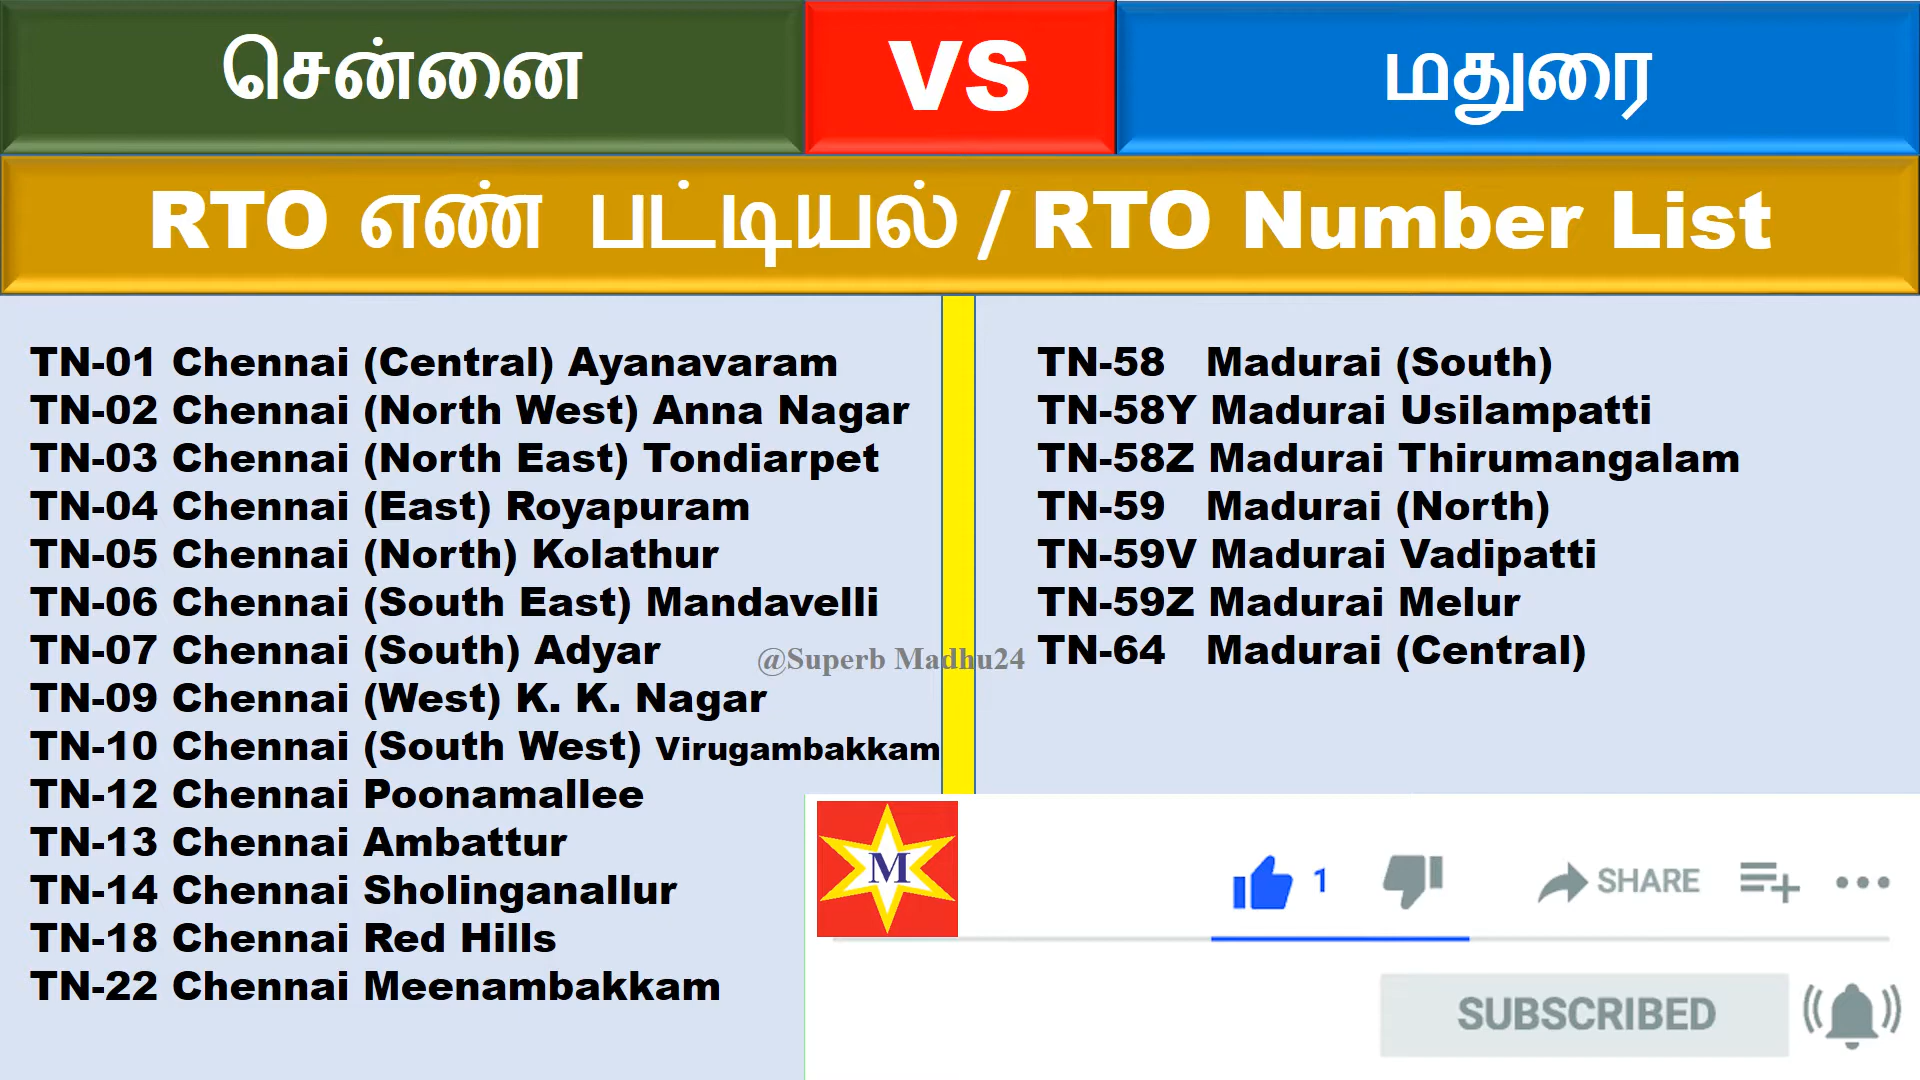 சென்னை VS மதுரை
RTO எண் பட்டியல் / RTO Number List
TN-01 Chennai (Central) Ayanavaram
TN-02 Chennai (North West) Anna Nagar
TN-03 Chennai (North East) Tondiarpet
TN-04 Chennai (East) Royapuram
TN-05 Chennai (North) Kolathur
TN-06 Chennai (South East) Mandavelli
TN-07 Chennai (South) Adyar
TN-09 Chennai (West) K. K. Nagar
TN-10 Chennai (South West) Virugambakkam
TN-12 Chennai Poonamallee
TN-13 Chennai Ambattur
TN-14 Chennai Sholinganallur
TN-18 Chennai Red Hills
TN-22 Chennai Meenambakkam
@Superb Madhu24
TN-58 Madurai (South)
TN-58Y Madurai Usilampatti
TN-58Z Madurai Thirumangalam
TN-59 Madurai (North)
TN-59V Madurai Vadipatti
TN-59Z Madurai Melur
TN-64 Madurai (Central)
M
1 SHARE
SUBSCRIBED